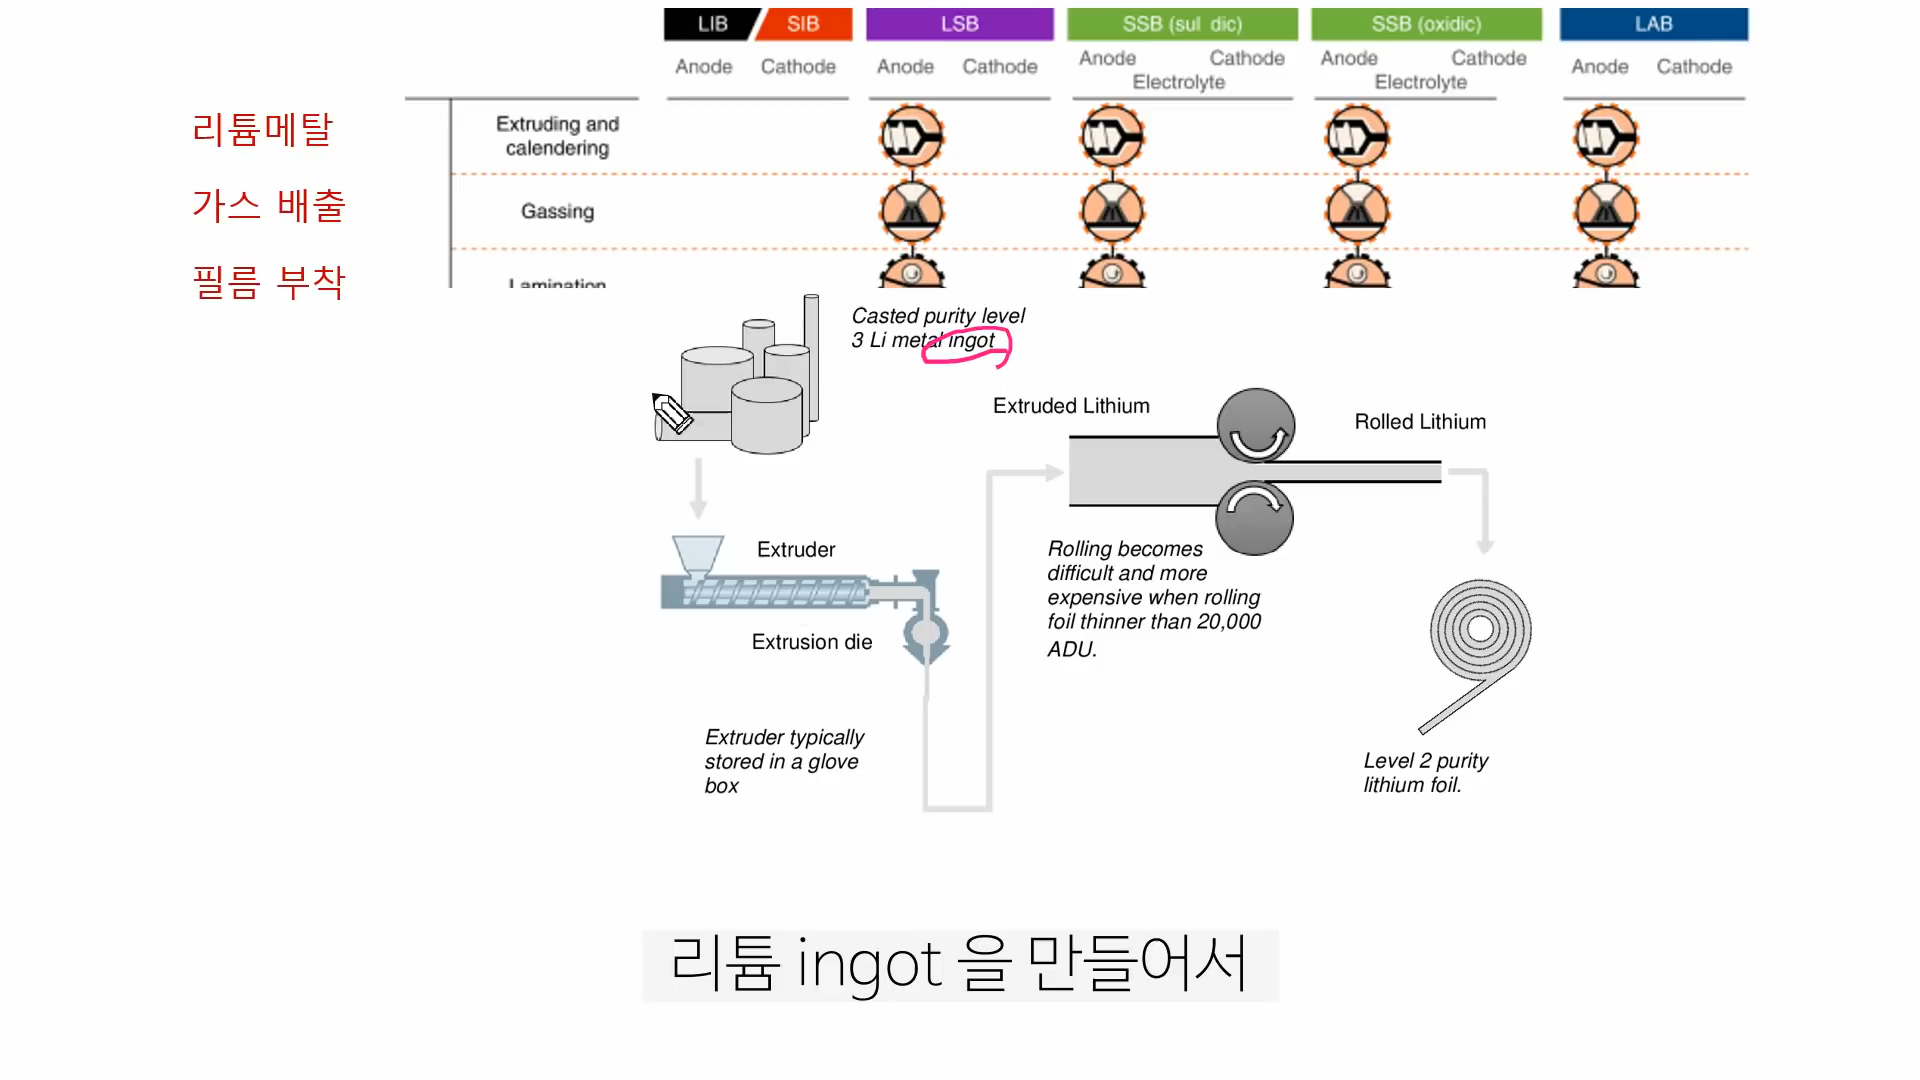 LIB SIB LSB SSB (sul dic) SSB (oxidic) LAB
Anode Cathode Anode Cathode Anode Cathode Anode Cathode Anode Cathode
Electrolyte Electrolyte
리튬메탈
Extruding and
calendering
가스 배출
Gassing
필름 부착
Lamination
Casted purity level
3 Li metal ingot
Extruded Lithium
Rolled Lithium
Extruder
Extrusion die
Rolling becomes
difficult and more
expensive when rolling
foil thinner than 20,000
ADU.
Extruder typically
stored in a glove
box
Level 2 purity
lithium foil.
리튬 ingot 을 만들어서